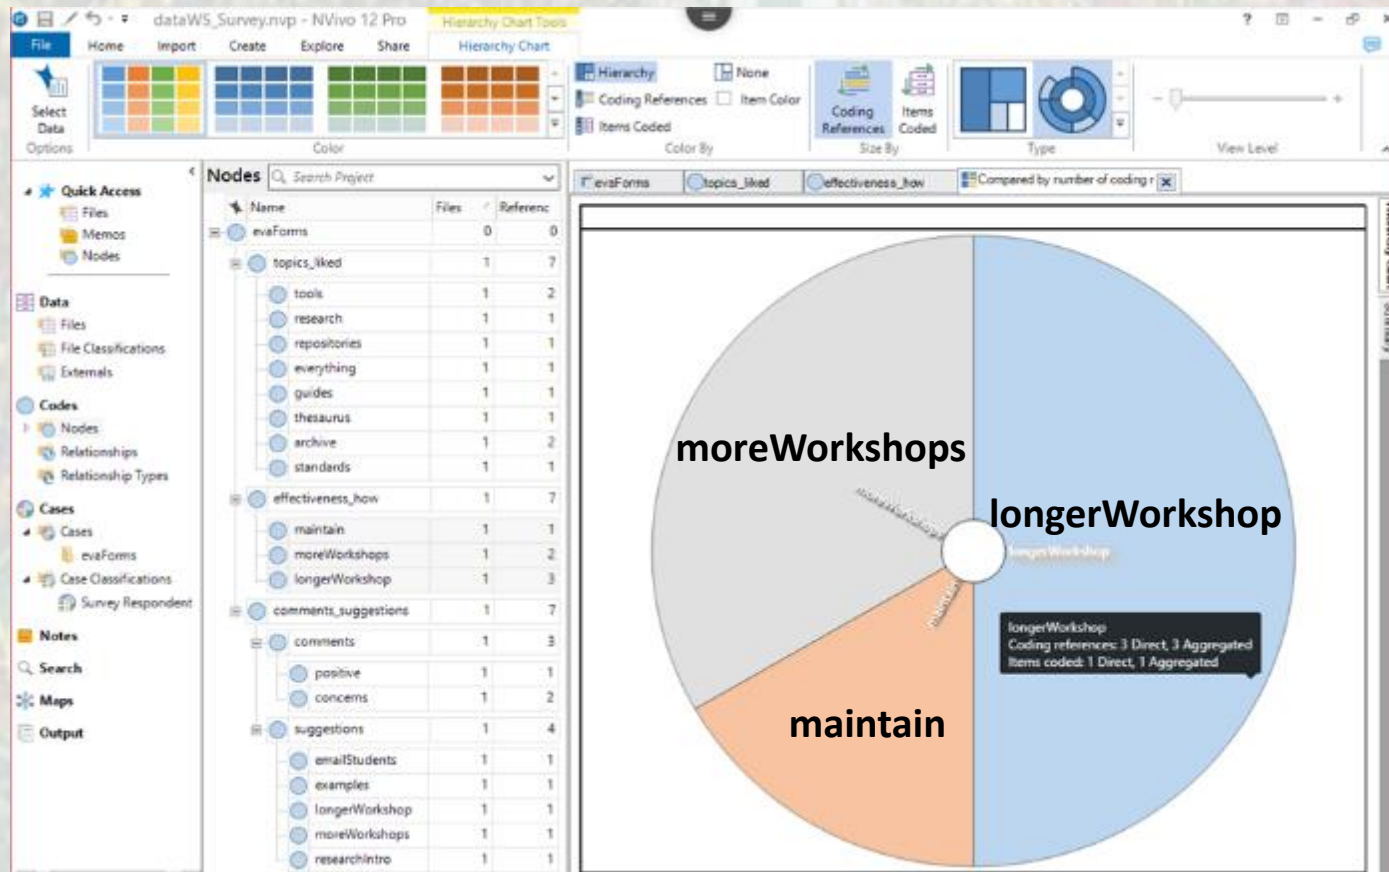 dataWS_Survey.nvp - NVivo 12 Pro
Hierarchy Chart Tools
?
File
Home
Import
Create
Explore
Share
Hierarchy Chart
Select
Data
Options
Color
Hierarchy
None
Coding References
Item Color
Items Coded
Color By
Coding
References
Items
Coded
Size By
Type
View Level
Quick Access
Files
Memos
Nodes
Data
Files
File Classifications
Externals
Codes
Nodes
Relationships
Relationship Types
Cases
Cases
evaForms
Case Classifications
Survey Respondent
Notes
Search
Maps
Output
Nodes
Search Project
Name Files Referenc
evaForms 0 0
topics_liked 1 7
tools 1 2
research 1 1
repositories 1 1
everything 1 1
guides 1 1
thesaurus 1 1
archive 1 2
standards 1 1
effectiveness_how 1 7
maintain 1 1
moreWorkshops 1 2
longerWorkshop 1 3
comments_suggestions 1 7
comments 1 3
positive 1 1
concerns 1 2
suggestions 1 4
emailStudents 1 1
examples 1 1
longerWorkshop 1 1
moreWorkshops 1 1
researchIntro 1 1
evaForms
topics_liked
effectiveness_how
Compared by number of coding r
moreWorkshops
moreWorkshops
longerWorkshop
longerWorkshop
maintain
maintain
longerWorkshop
Coding references: 3 Direct, 3 Aggregated
Items coded: 1 Direct, 1 Aggregated
Summary